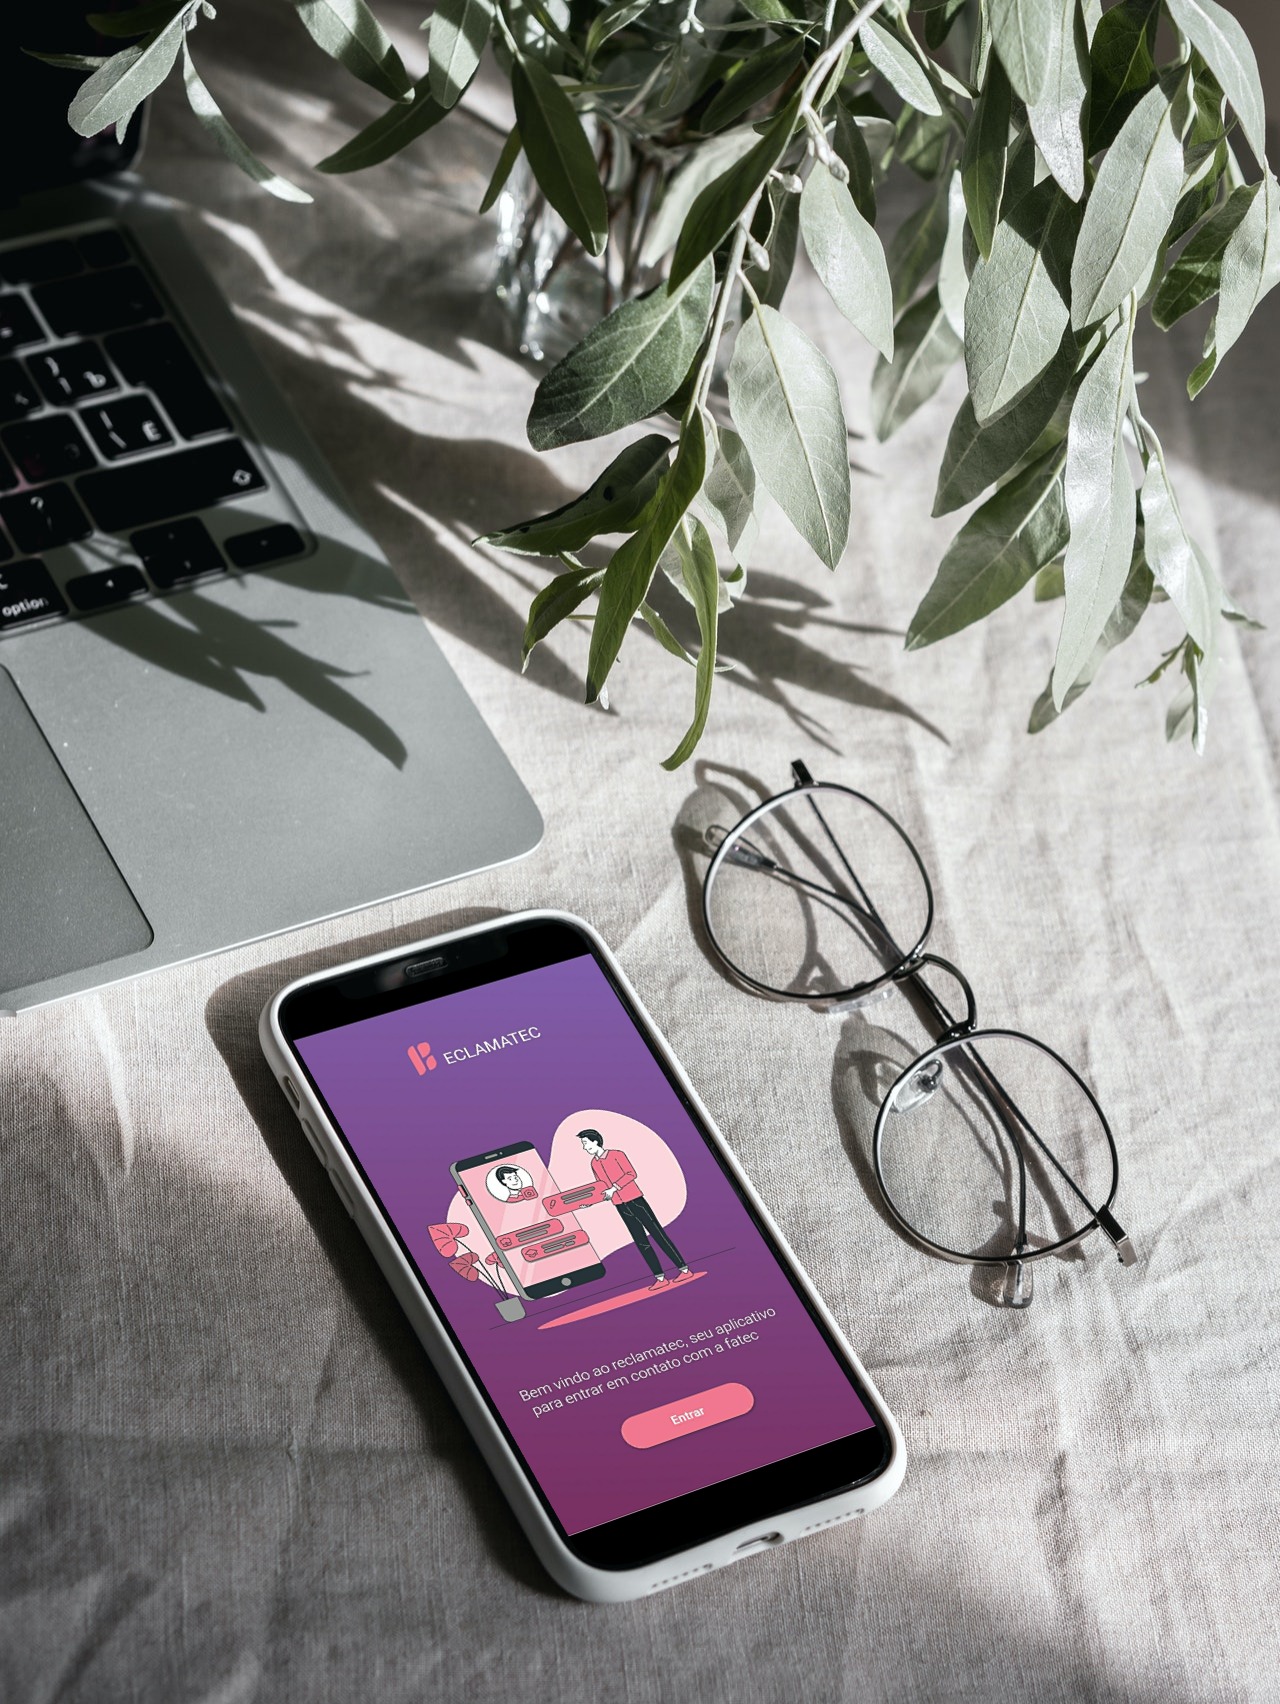 Ъ
Ё
?
option
ECLAMATEC
Bem vindo ao reclamatec, seu aplicativo
para entrar em contato com a fatec
Entrar